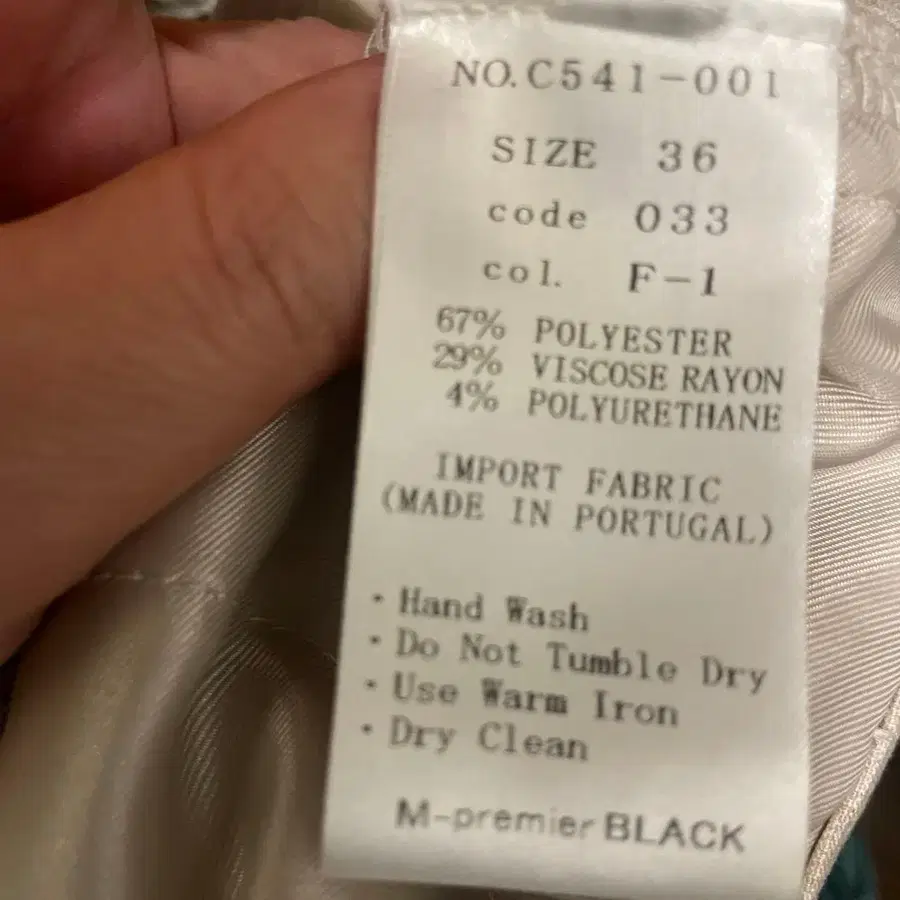 NO.C541-001
SIZE 36
code 033
col. F-1
67% POLYESTER
29% VISCOSE RAYON
4% POLYURETHANE
IMPORT FABRIC
(MADE IN PORTUGAL)
・Hand Wash
・Do Not Tumble Dry
・Use Warm Iron
・Dry Clean
M-premier BLACK